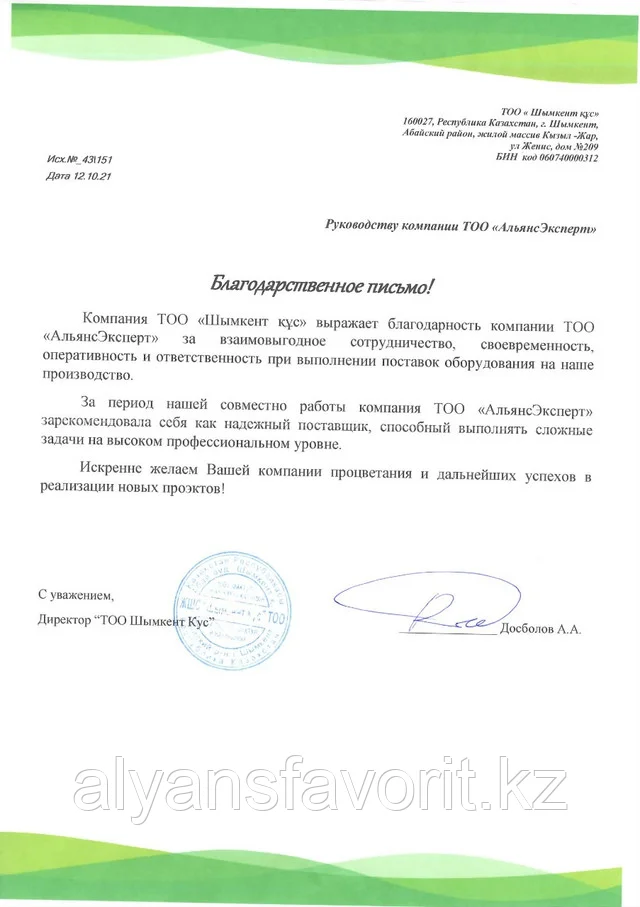 ТОО « Шымкент құс»
160027, Республика Казахстан, г. Шымкент,
Абайский район, жилой массив Кызыл -Жар,
ул Женис, дом №209
БИН код 060740000312
Исх.№_43\151
Дата 12.10.21
Руководству компании ТОО «АльянсЭксперт»
Благодарственное письмо!
Компания ТОО «Шымкент құс» выражает благодарность компании ТОО
«АльянсЭксперт» за взаимовыгодное сотрудничество, своевременность,
оперативность и ответственность при выполнении поставок оборудования на наше
производство.
За период нашей совместно работы компания ТОО «АльянсЭксперт»
зарекомендовала себя как надежный поставщик, способный выполнять сложные
задачи на высоком профессиональном уровне.
Искренне желаем Вашей компании процветания и дальнейших успехов в
реализации новых проэктов!
С уважением,
Директор “ТОО Шымкент Кус”
ЖШС
ТОО
Досболов А.А.
alyansfavorit.kz